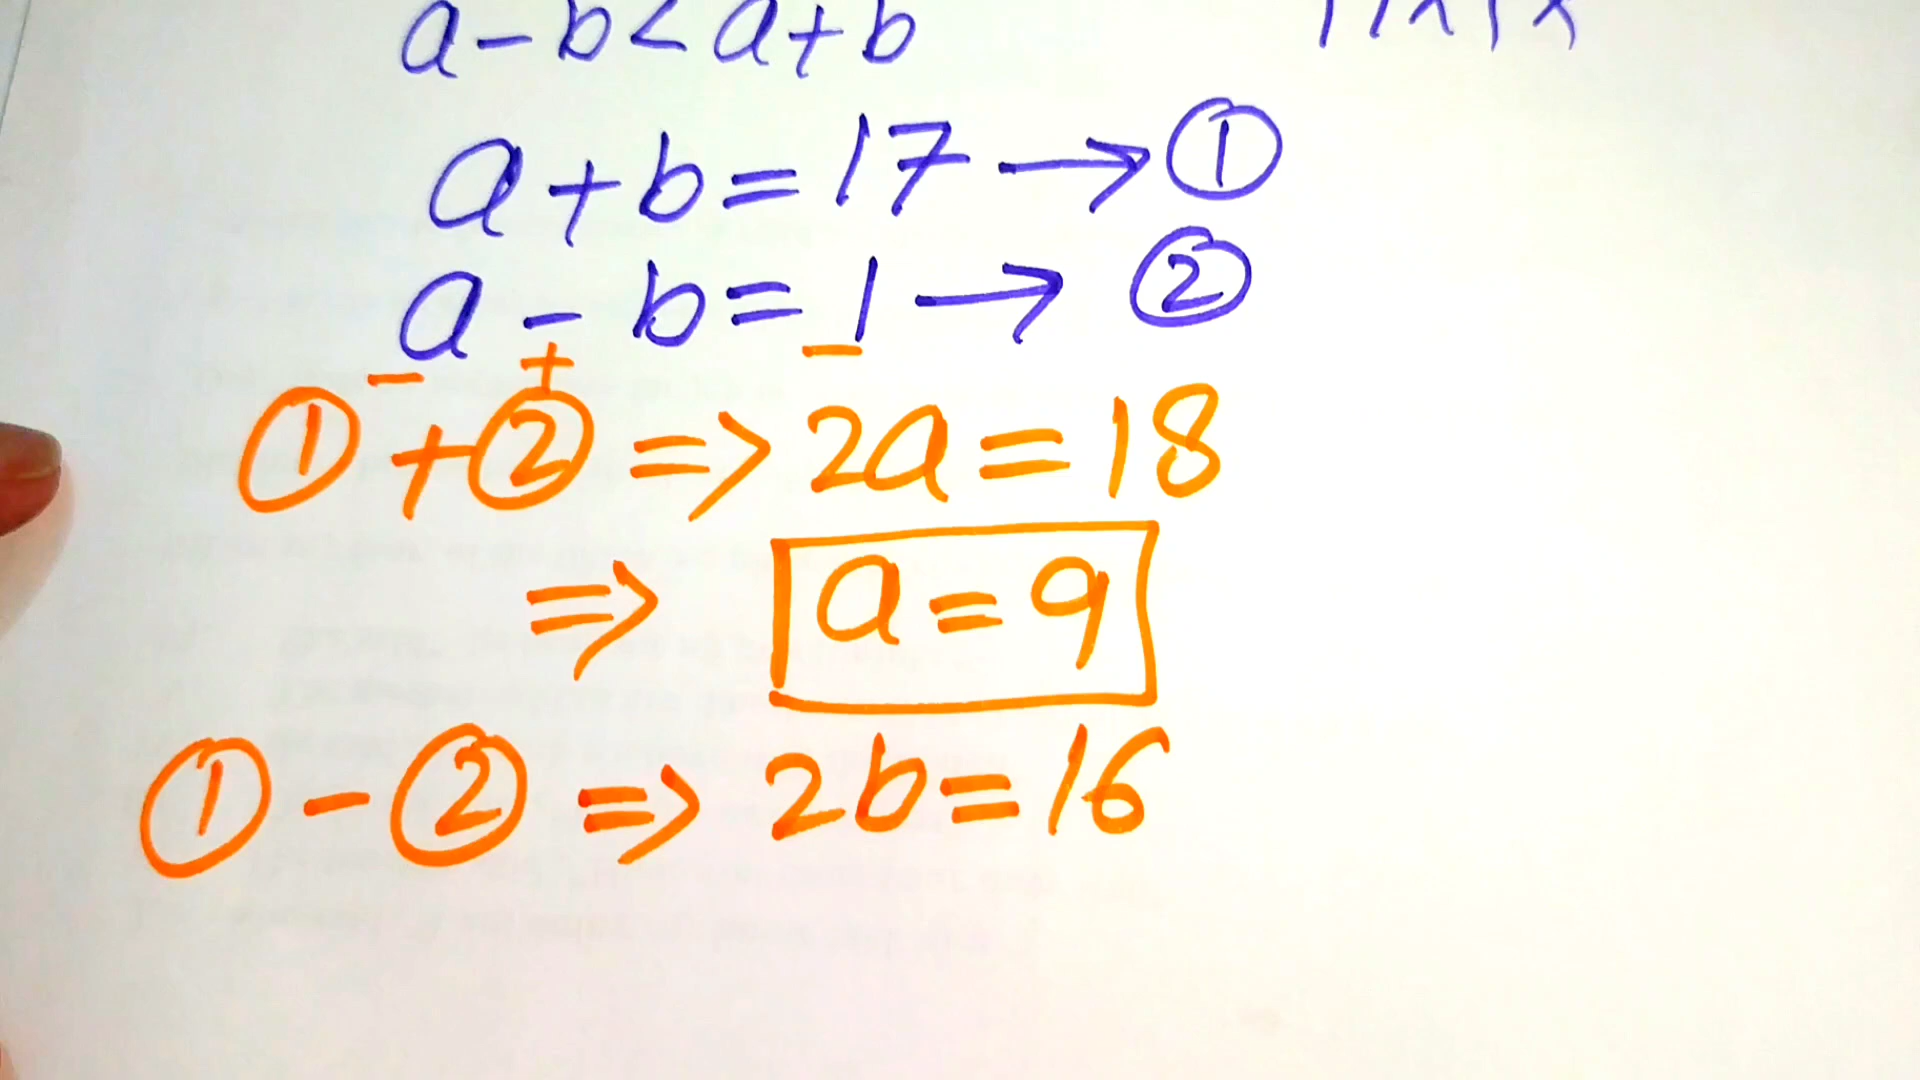 a - b < a + b
a + b = 17 → ①
a - b = 1 → ②
- + -
① + ② ⇒ 2a = 18
⇒ a = 9
① - ② ⇒ 2b = 16